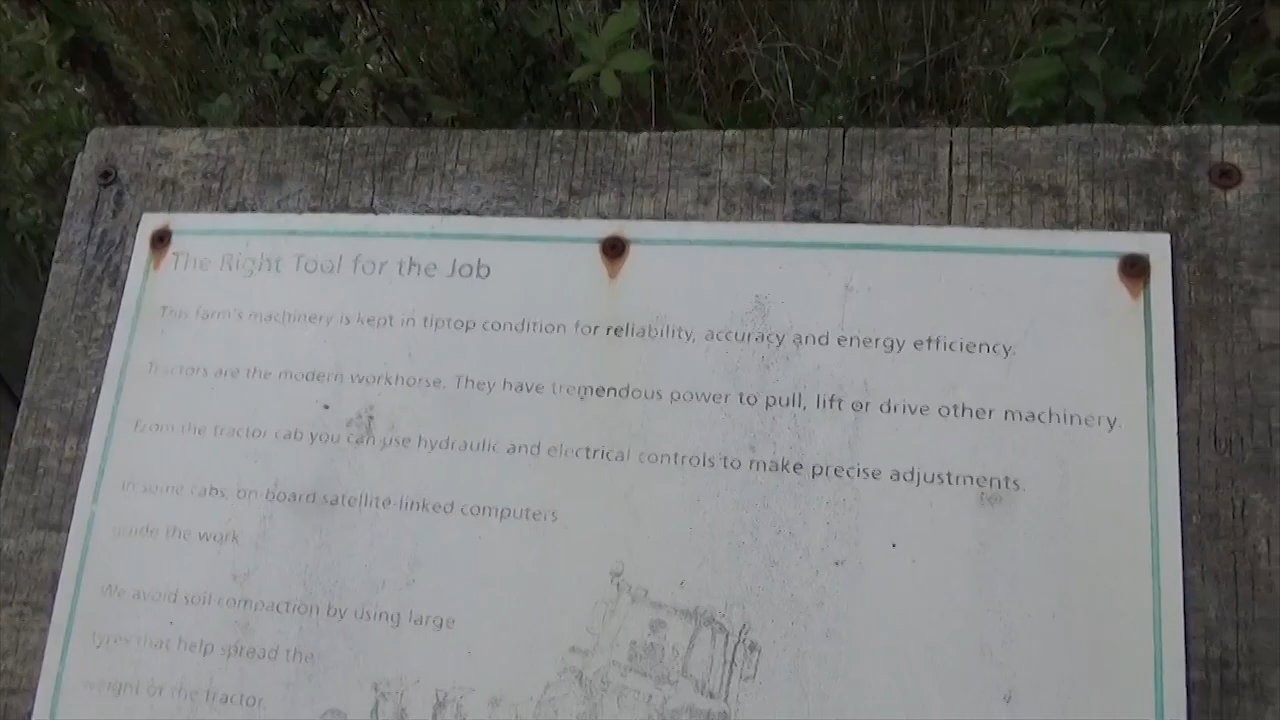 The Right Tool for the Job
This farm's machinery is kept in tiptop condition for reliability, accuracy and energy efficiency.
Tractors are the modern workhorse. They have tremendous power to pull, lift or drive other machinery.
From the tractor cab you can use hydraulic and electrical controls to make precise adjustments.
In some cabs, on-board satellite-linked computers
guide the work
We avoid soil compaction by using large
tyres that help spread the
weight of the tractor